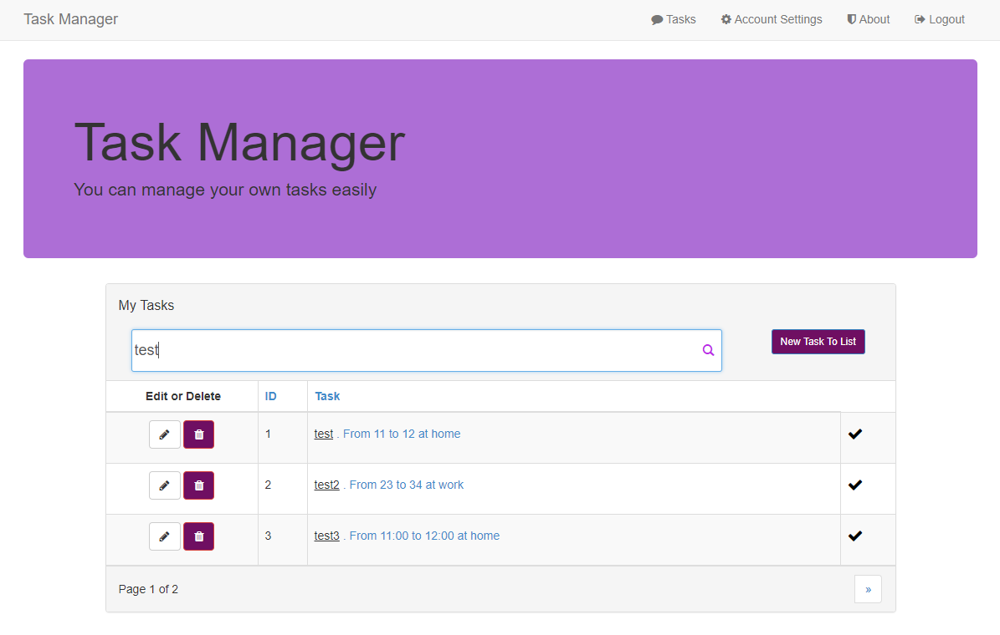 Task Manager Tasks Account Settings About Logout
Task Manager
You can manage your own tasks easily
My Tasks
test New Task To List
Edit or Delete ID Task
1 test . From 11 to 12 at home
2 test2 . From 23 to 34 at work
3 test3 . From 11:00 to 12:00 at home
Page 1 of 2 »